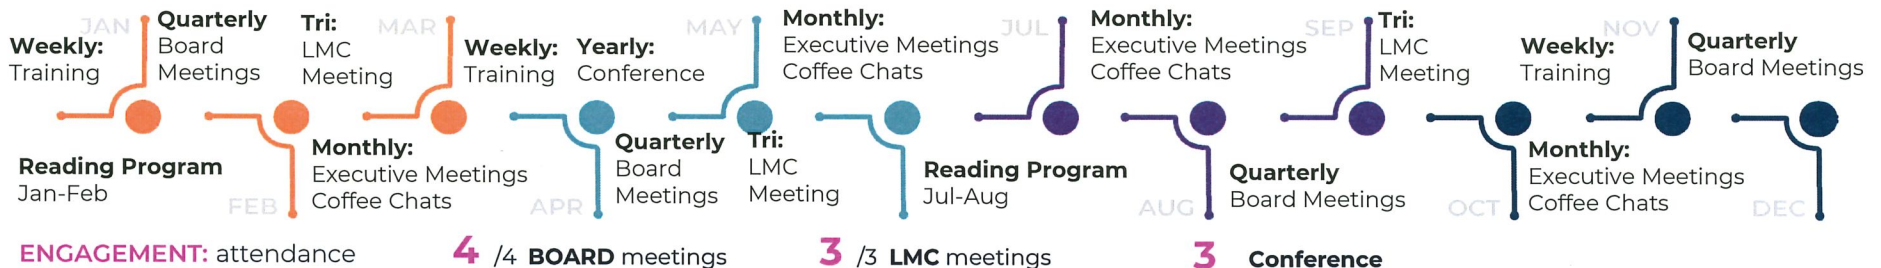 JAN
Quarterly
Board
Meetings
Weekly:
Training
Tri:
LMC
Meeting
MAR
Weekly:
Training
Yearly:
Conference
MAY
Monthly:
Executive Meetings
Coffee Chats
JUL
Monthly:
Executive Meetings
Coffee Chats
SEP
Tri:
LMC
Meeting
Weekly:
Training
NOV
Quarterly
Board Meetings
Reading Program
Jan-Feb
FEB
Monthly:
Executive Meetings
Coffee Chats
APR
Quarterly
Board
Meetings
Tri:
LMC
Meeting
Reading Program
Jul-Aug
AUG
Quarterly
Board Meetings
OCT
Monthly:
Executive Meetings
Coffee Chats
DEC
ENGAGEMENT: attendance
4 /4 BOARD meetings
3 /3 LMC meetings
3 Conference